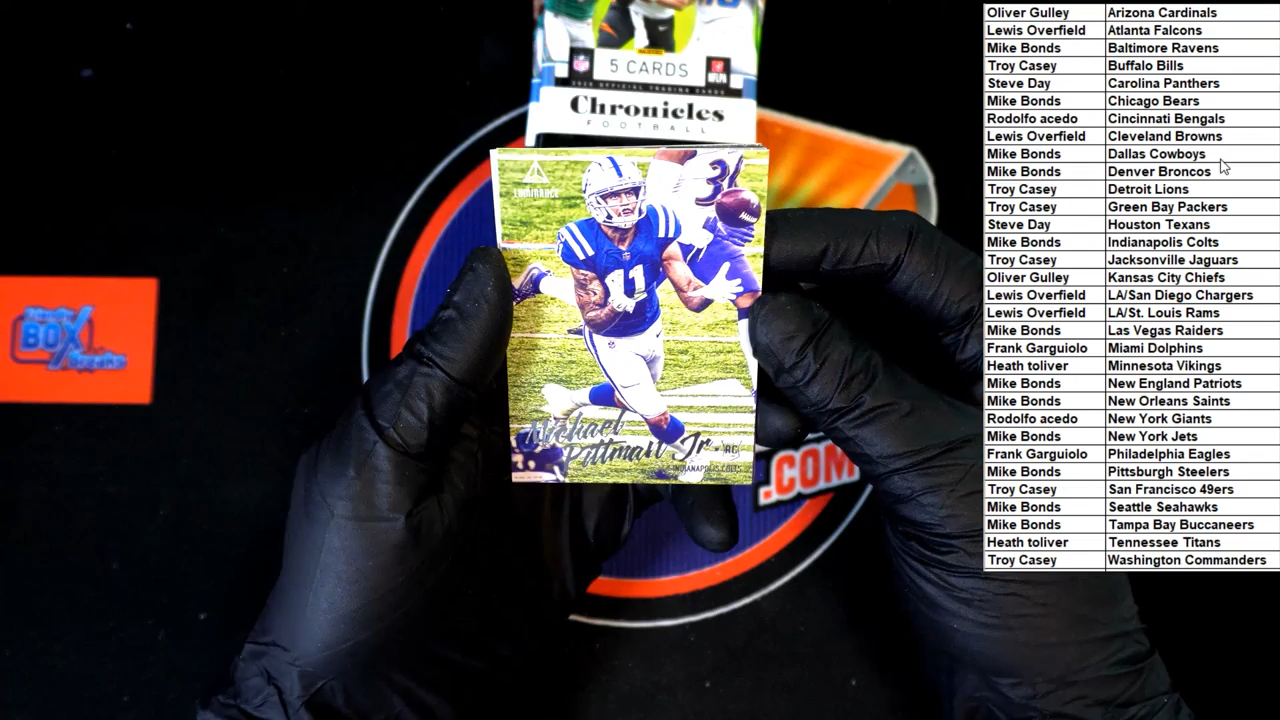 5 CARDS
2020 OFFICIAL TRADING CARDS
Chronicles
FOOTBALL
LUMINANCE
11
Michael
Pittman Jr.
RC
INDIANAPOLIS COLTS
BOX
Breaks
.COM
Oliver Gulley Arizona Cardinals
Lewis Overfield Atlanta Falcons
Mike Bonds Baltimore Ravens
Troy Casey Buffalo Bills
Steve Day Carolina Panthers
Mike Bonds Chicago Bears
Rodolfo acedo Cincinnati Bengals
Lewis Overfield Cleveland Browns
Mike Bonds Dallas Cowboys
Mike Bonds Denver Broncos
Troy Casey Detroit Lions
Troy Casey Green Bay Packers
Steve Day Houston Texans
Mike Bonds Indianapolis Colts
Troy Casey Jacksonville Jaguars
Oliver Gulley Kansas City Chiefs
Lewis Overfield LA/San Diego Chargers
Lewis Overfield LA/St. Louis Rams
Mike Bonds Las Vegas Raiders
Frank Garguiolo Miami Dolphins
Heath toliver Minnesota Vikings
Mike Bonds New England Patriots
Mike Bonds New Orleans Saints
Rodolfo acedo New York Giants
Mike Bonds New York Jets
Frank Garguiolo Philadelphia Eagles
Mike Bonds Pittsburgh Steelers
Troy Casey San Francisco 49ers
Mike Bonds Seattle Seahawks
Mike Bonds Tampa Bay Buccaneers
Heath toliver Tennessee Titans
Troy Casey Washington Commanders